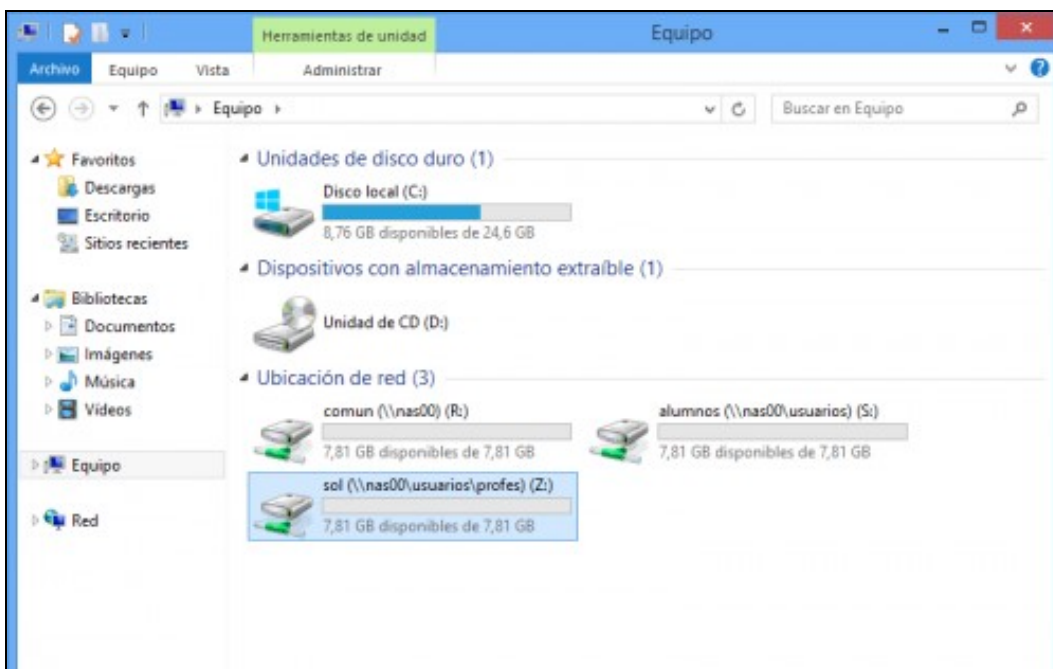 Herramientas de unidad
Equipo
Archivo
Equipo
Vista
Administrar
Equipo
Buscar en Equipo
Favoritos
Descargas
Escritorio
Sitios recientes
Bibliotecas
Documentos
Imágenes
Música
Vídeos
Equipo
Red
Unidades de disco duro (1)
Disco local (C:)
8,76 GB disponibles de 24,6 GB
Dispositivos con almacenamiento extraíble (1)
Unidad de CD (D:)
Ubicación de red (3)
comun (\\nas00) (R:)
7,81 GB disponibles de 7,81 GB
alumnos (\\nas00\usuarios) (S:)
7,81 GB disponibles de 7,81 GB
sol (\\nas00\usuarios\profes) (Z:)
7,81 GB disponibles de 7,81 GB